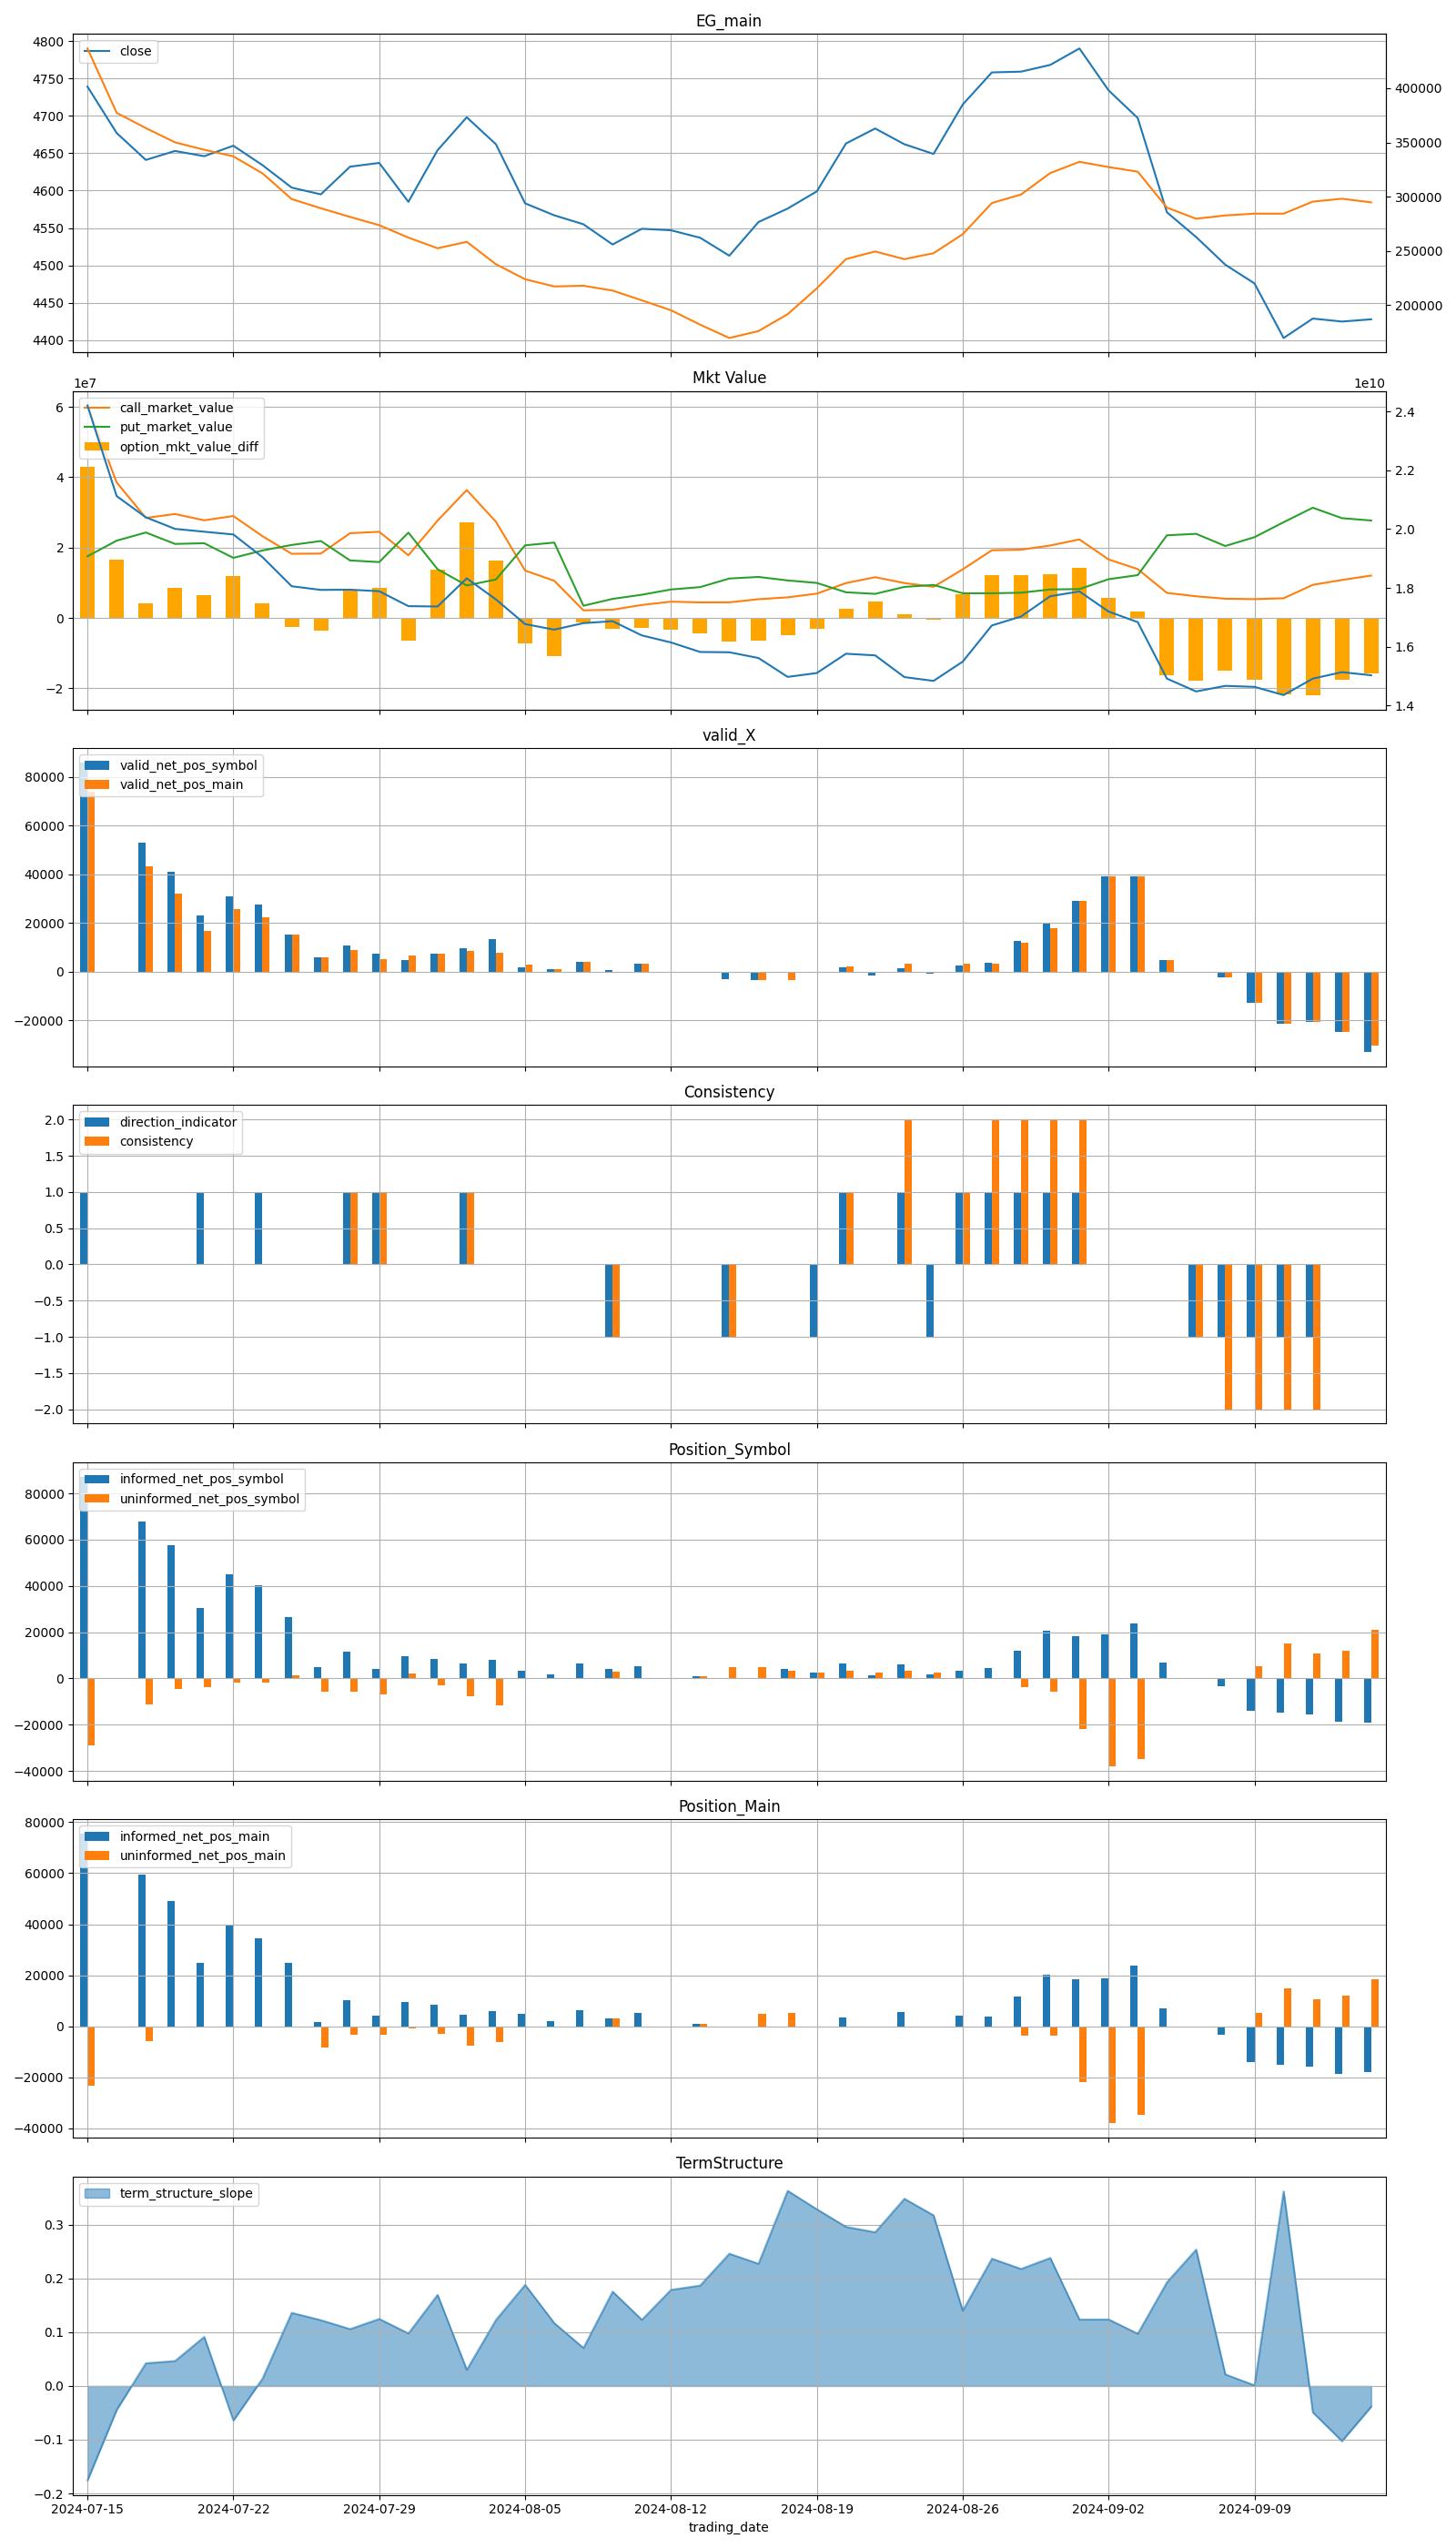 EG_main
close
4800
4750
4700
4650
4600
4550
4500
4450
4400
400000
350000
300000
250000
200000
Mkt Value
1e7
1e10
call_market_value
put_market_value
option_mkt_value_diff
6
4
2
0
−2
2.4
2.2
2.0
1.8
1.6
1.4
valid_X
valid_net_pos_symbol
valid_net_pos_main
80000
60000
40000
20000
0
−20000
Consistency
direction_indicator
consistency
2.0
1.5
1.0
0.5
0.0
−0.5
−1.0
−1.5
−2.0
Position_Symbol
informed_net_pos_symbol
uninformed_net_pos_symbol
80000
60000
40000
20000
0
−20000
−40000
Position_Main
informed_net_pos_main
uninformed_net_pos_main
80000
60000
40000
20000
0
−20000
−40000
TermStructure
term_structure_slope
0.3
0.2
0.1
0.0
−0.1
−0.2
2024-07-15 2024-07-22 2024-07-29 2024-08-05 2024-08-12 2024-08-19 2024-08-26 2024-09-02 2024-09-09
trading_date